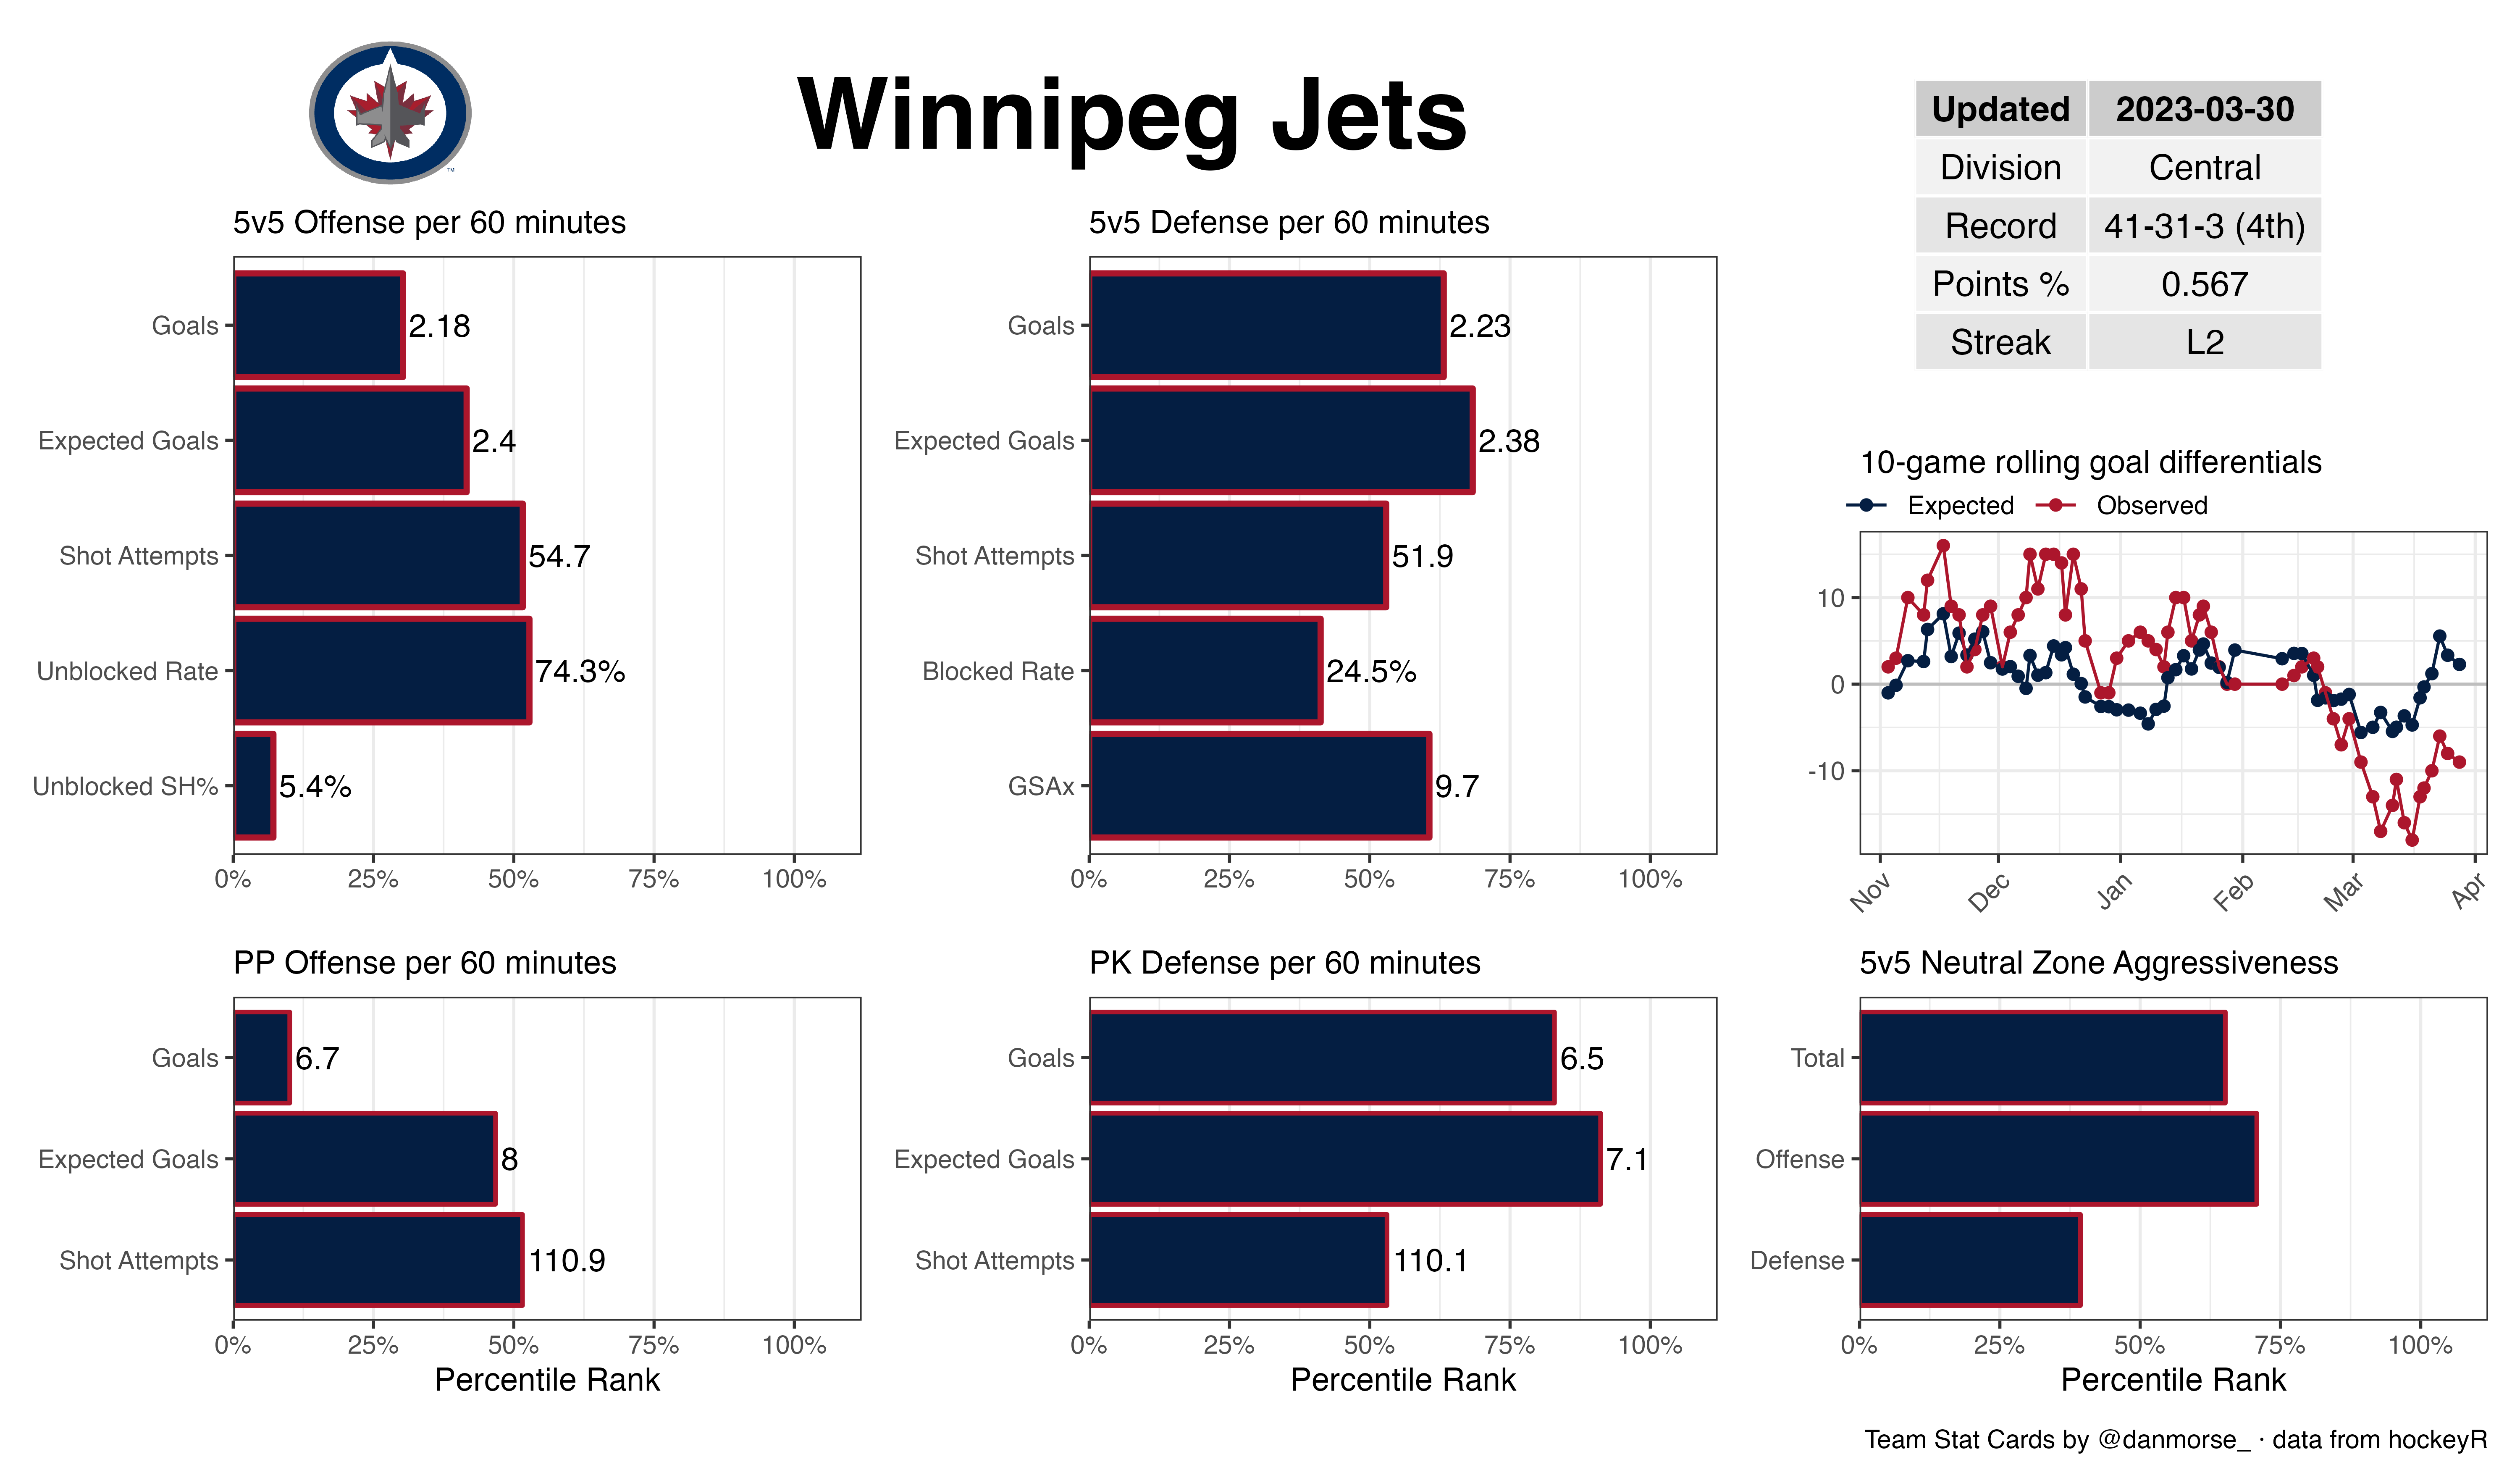 Winnipeg Jets
TM
Updated 2023-03-30
Division Central
Record 41-31-3 (4th)
Points % 0.567
Streak L2
5v5 Offense per 60 minutes
Goals 2.18
Expected Goals 2.4
Shot Attempts 54.7
Unblocked Rate 74.3%
Unblocked SH% 5.4%
0% 25% 50% 75% 100%
5v5 Defense per 60 minutes
Goals 2.23
Expected Goals 2.38
Shot Attempts 51.9
Blocked Rate 24.5%
GSAx 9.7
0% 25% 50% 75% 100%
10-game rolling goal differentials
Expected Observed
10
0
-10
Nov Dec Jan Feb Mar Apr
PP Offense per 60 minutes
Goals 6.7
Expected Goals 8
Shot Attempts 110.9
0% 25% 50% 75% 100%
Percentile Rank
PK Defense per 60 minutes
Goals 6.5
Expected Goals 7.1
Shot Attempts 110.1
0% 25% 50% 75% 100%
Percentile Rank
5v5 Neutral Zone Aggressiveness
Total
Offense
Defense
0% 25% 50% 75% 100%
Percentile Rank
Team Stat Cards by @danmorse_ · data from hockeyR